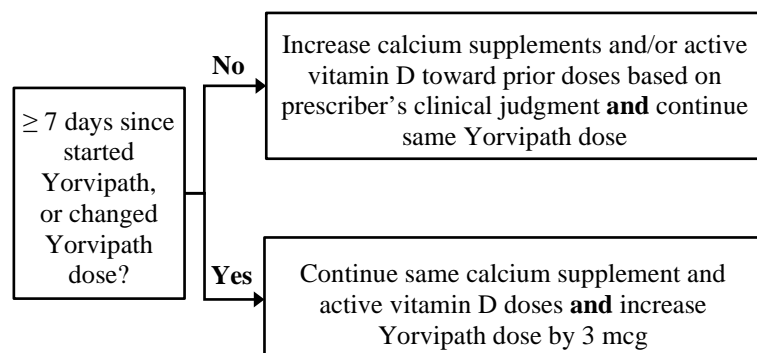 ≥ 7 days since
started
Yorvipath,
or changed
Yorvipath
dose?
No
Increase calcium supplements and/or active
vitamin D toward prior doses based on
prescriber’s clinical judgment and continue
same Yorvipath dose
Yes
Continue same calcium supplement and
active vitamin D doses and increase
Yorvipath dose by 3 mcg